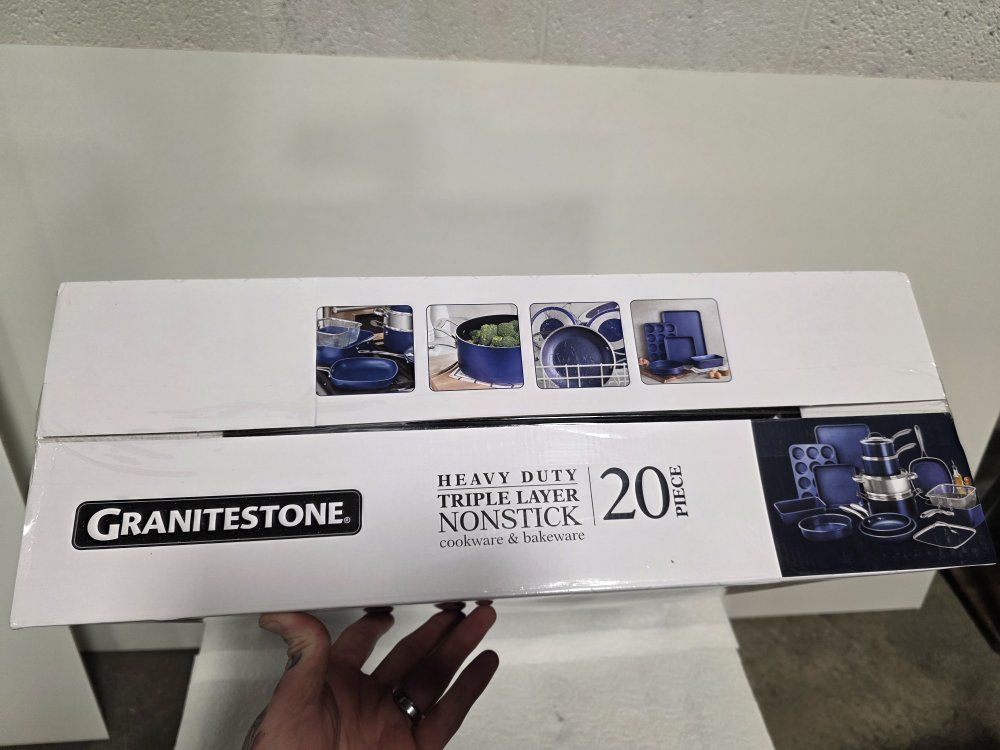 GRANITESTONE®
HEAVY DUTY
TRIPLE LAYER
NONSTICK
cookware & bakeware
20 PIECE